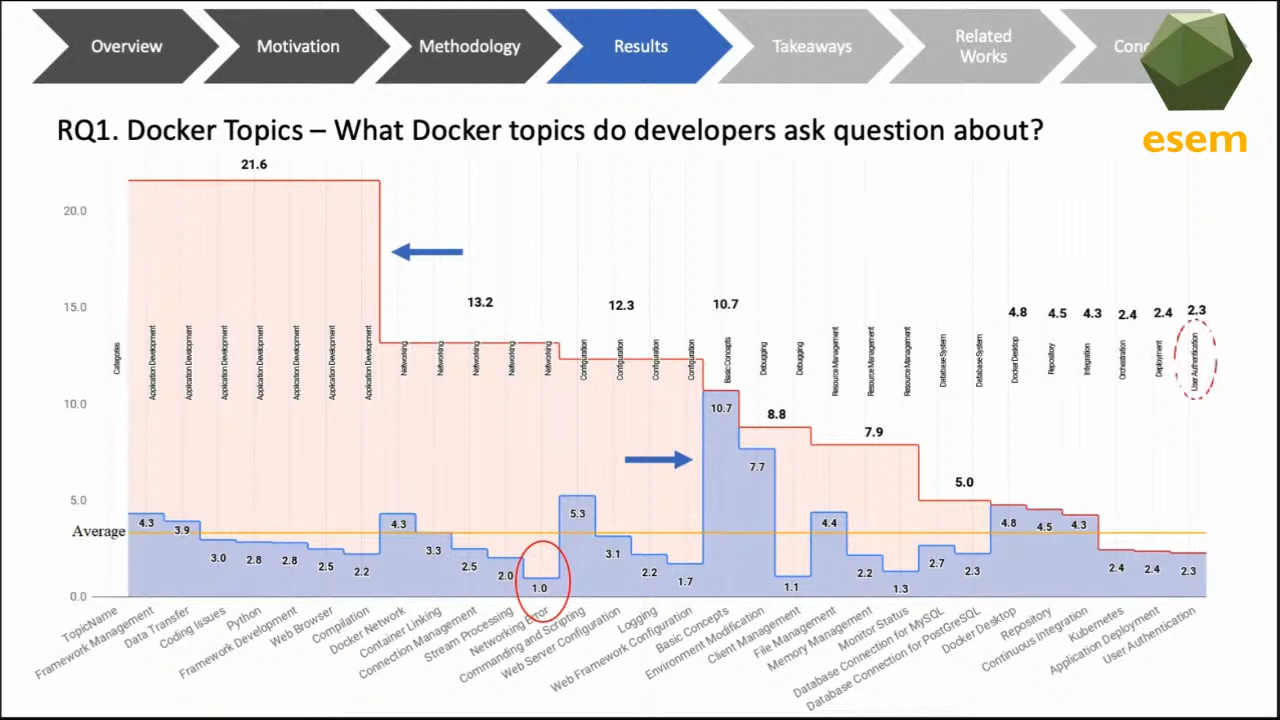 Overview
Motivation
Methodology
Results
Takeaways
Related
Works
Conc
esem
RQ1. Docker Topics – What Docker topics do developers ask question about?
21.6
13.2
12.3
10.7
8.8
7.9
5.0
4.8
4.5
4.3
2.4
2.4
2.3
20.0
15.0
10.0
5.0
Average
0.0
Categories
Application Development
Application Development
Application Development
Application Development
Application Development
Application Development
Application Development
Networking
Networking
Networking
Networking
Networking
Configuration
Configuration
Configuration
Configuration
Basic Concepts
Debugging
Debugging
Resource Management
Resource Management
Resource Management
Database System
Database System
Docker Desktop
Repository
Integration
Orchestration
Deployment
User Authentication
4.3
3.9
3.0
2.8
2.8
2.5
2.2
4.3
3.3
2.5
2.0
1.0
5.3
3.1
2.2
1.7
10.7
7.7
1.1
4.4
2.2
1.3
2.7
2.3
4.8
4.5
4.3
2.4
2.4
2.3
TopicName
Framework Management
Data Transfer
Coding Issues
Python
Framework Development
Web Browser
Compilation
Docker Network
Container Linking
Connection Management
Stream Processing
Networking Error
Commanding and Scripting
Web Server Configuration
Logging
Web Framework Configuration
Basic Concepts
Environment Modification
Client Management
File Management
Memory Management
Monitor Status
Database Connection for MySQL
Database Connection for PostgreSQL
Docker Desktop
Repository
Continuous Integration
Kubernetes
Application Deployment
User Authentication